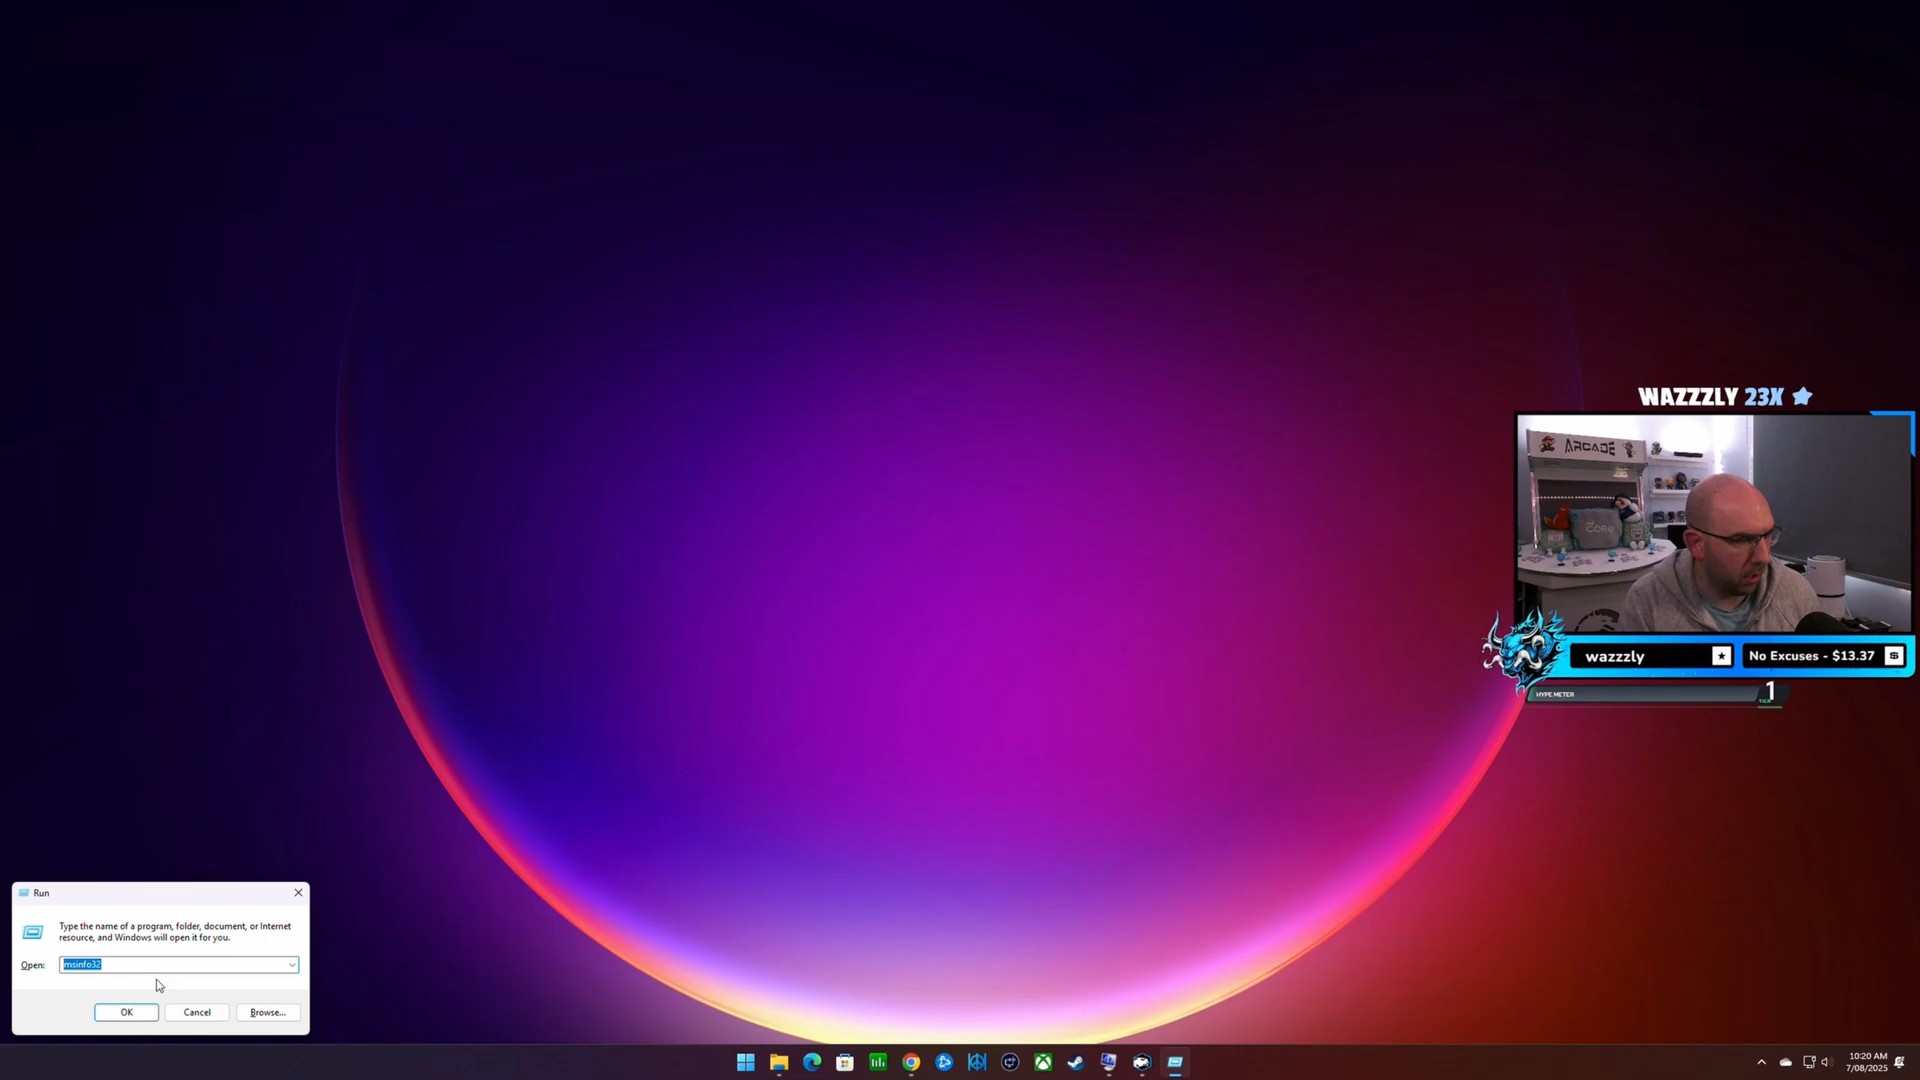 WAZZZLY 23X
ARCADE
CORE
wazzzly
No Excuses - $13.37
HYPE METER
1
TIER
Run
Type the name of a program, folder, document, or Internet
resource, and Windows will open it for you.
Open:
msinfo32
OK
Cancel
Browse...
10:20 AM
7/08/2025